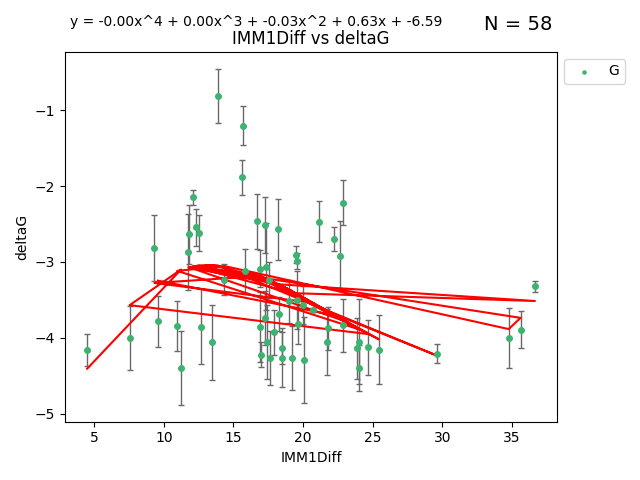 y = -0.00x^4 + 0.00x^3 + -0.03x^2 + 0.63x + -6.59
N = 58
IMM1Diff vs deltaG
G
deltaG
−1
−2
−3
−4
−5
5 10 15 20 25 30 35
IMM1Diff